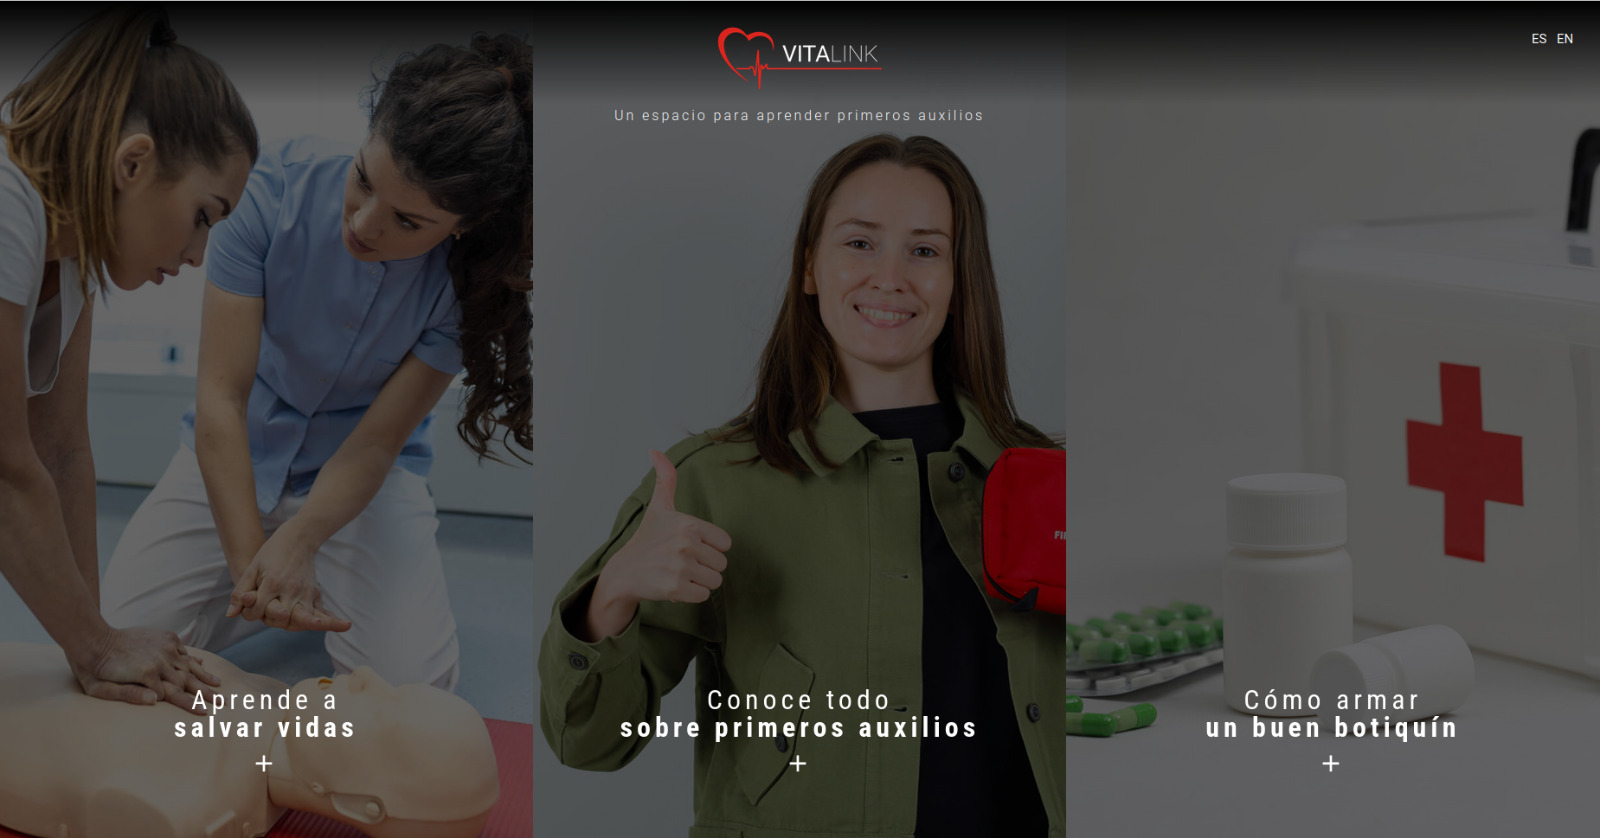 VITALINK
ES EN
Un espacio para aprender primeros auxilios
Aprende a
salvar vidas
+
Conoce todo
sobre primeros auxilios
+
Cómo armar
un buen botiquín
+